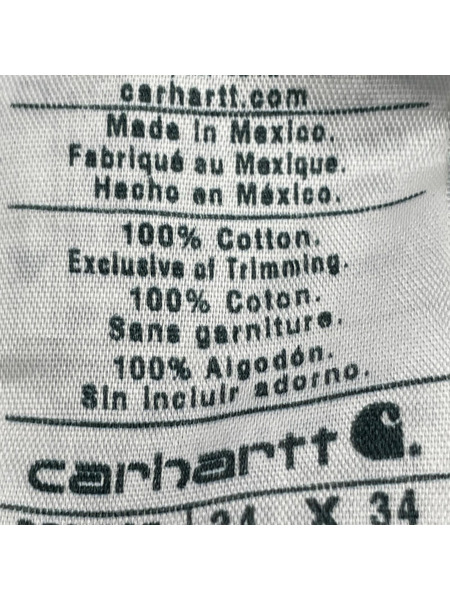 carhartt.com
Made in Mexico.
Fabriqué au Mexique.
Hecho en México.
100% Cotton.
Exclusive of Trimming.
100% Coton.
Sans garniture.
100% Algodón.
Sin incluir adorno.
carhartt
34 X 34